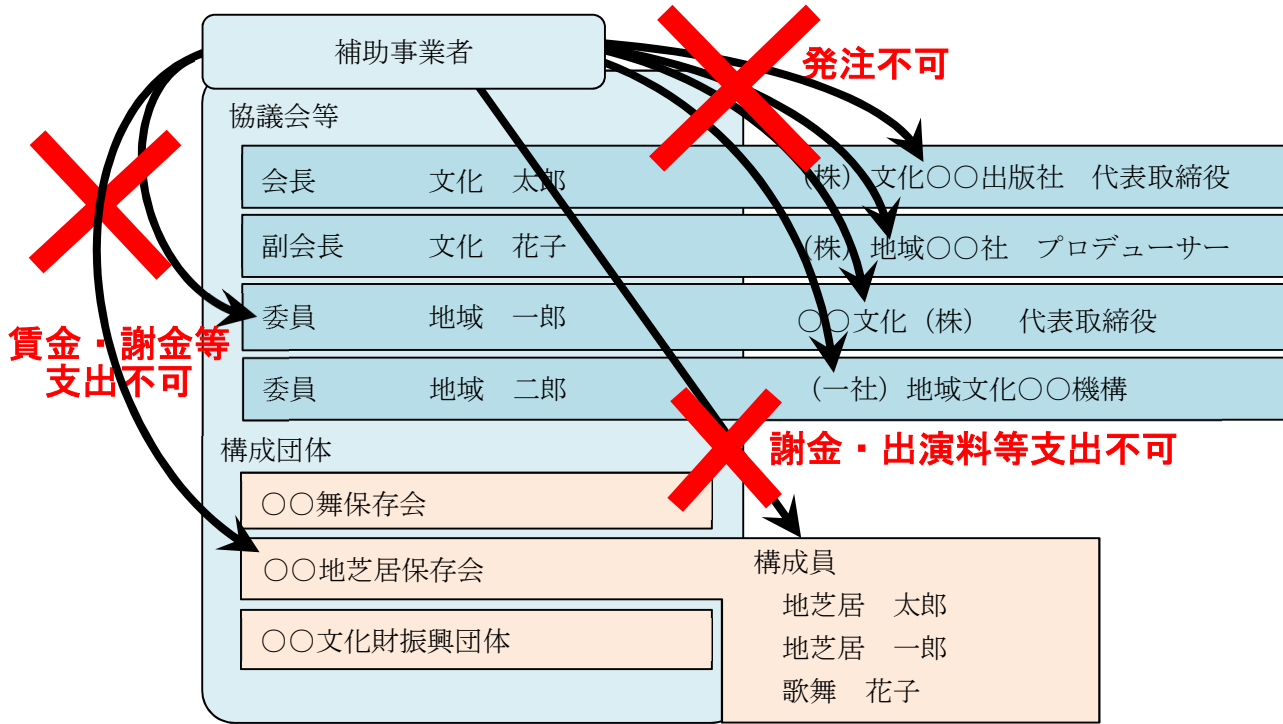 補助事業者
発注不可
協議会等
会長 文化 太郎 (株)文化〇〇出版社 代表取締役
副会長 文化 花子 (株)地域〇〇社 プロデューサー
委員 地域 一郎 〇〇文化(株) 代表取締役
賃金・謝金等
支出不可
委員 地域 二郎 (一社)地域文化〇〇機構
謝金・出演料等支出不可
構成団体
〇〇舞保存会
〇〇地芝居保存会
〇〇文化財振興団体
構成員
地芝居 太郎
地芝居 一郎
歌舞 花子